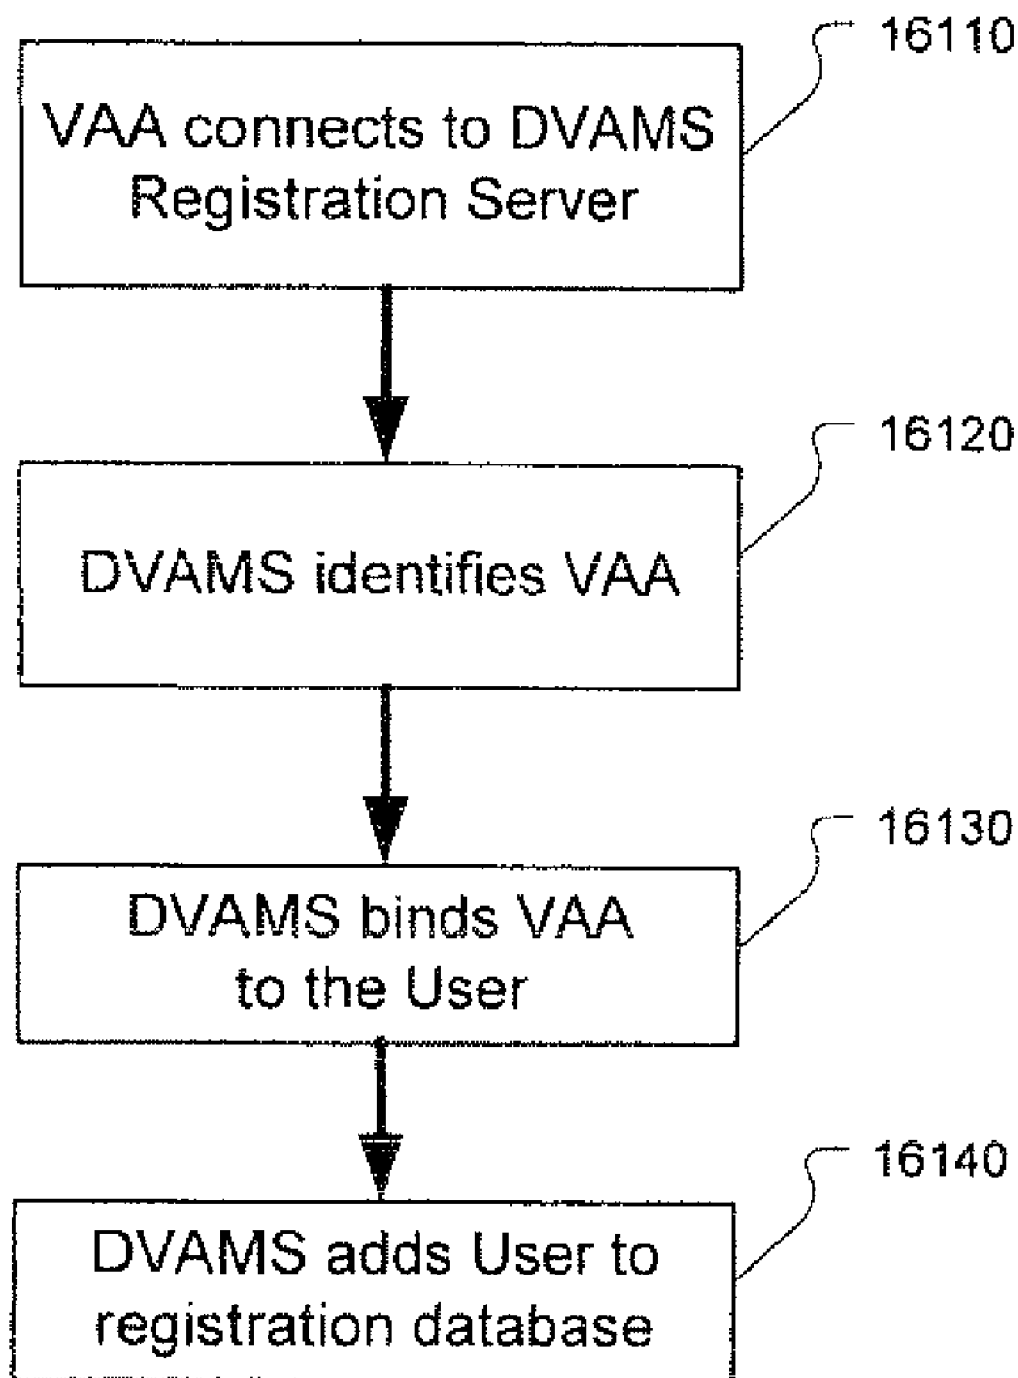 16110
VAA connects to DVAMS
Registration Server
16120
DVAMS identifies VAA
16130
DVAMS binds VAA
to the User
16140
DVAMS adds User to
registration database